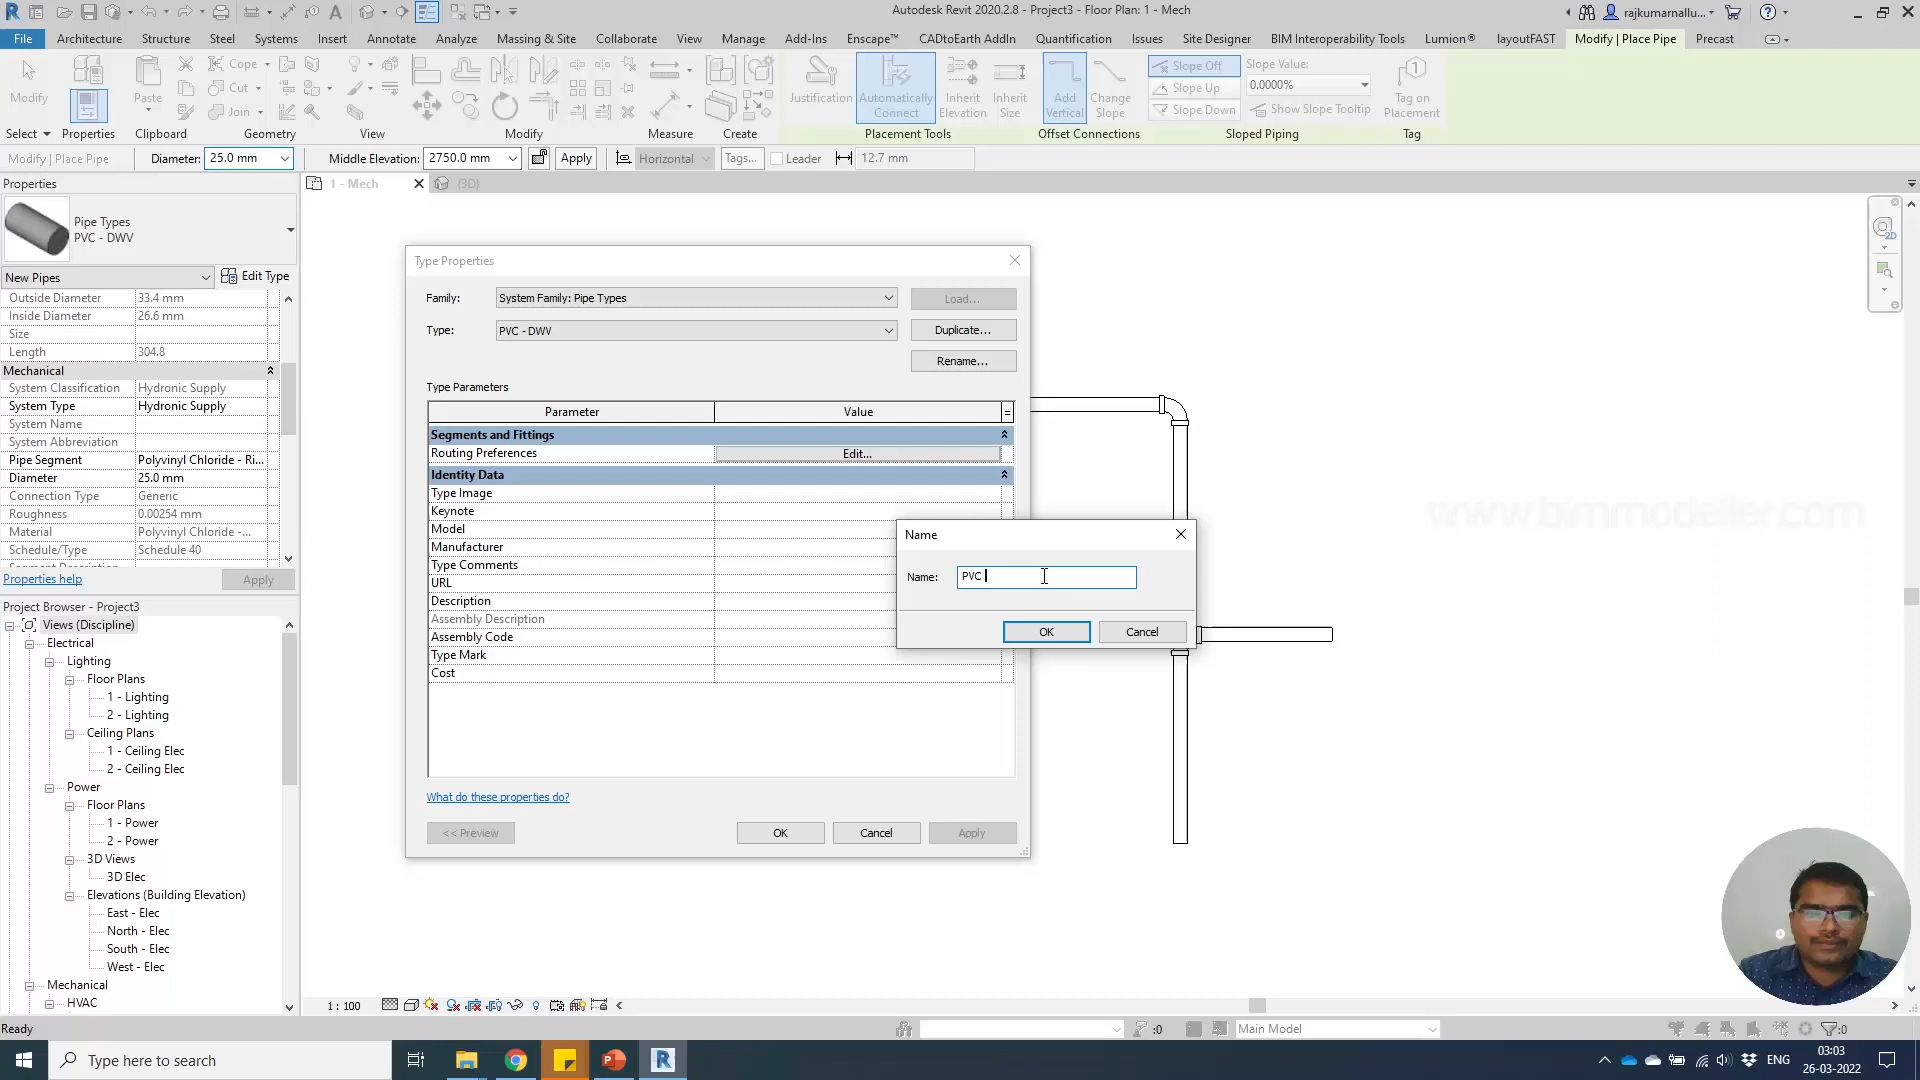 Autodesk Revit 2020.2.8 - Project3 - Floor Plan: 1 - Mech
rajkumarnallu...
File Architecture Structure Steel Systems Insert Annotate Analyze Massing & Site Collaborate View Manage Add-Ins Enscape™ CADtoEarth AddIn Quantification Issues Site Designer BIM Interoperability Tools Lumion® layoutFAST Modify | Place Pipe Precast
Modify
Paste
Cope
Cut
Join
Justification
Automatically Connect
Inherit Elevation
Inherit Size
Add Vertical
Change Slope
Slope Off
Slope Up
Slope Down
Slope Value:
0.0000%
Show Slope Tooltip
Tag on Placement
Select Properties Clipboard Geometry View Modify Measure Create Placement Tools Offset Connections Sloped Piping Tag
Modify | Place Pipe Diameter: 25.0 mm Middle Elevation: 2750.0 mm Apply Horizontal Tags... Leader 12.7 mm
Properties
1 - Mech
{3D}
Pipe Types
PVC - DWV
New Pipes
Edit Type
Outside Diameter 33.4 mm
Inside Diameter 26.6 mm
Size
Length 304.8
Mechanical
System Classification Hydronic Supply
System Type Hydronic Supply
System Name
System Abbreviation
Pipe Segment Polyvinyl Chloride - Ri...
Diameter 25.0 mm
Connection Type Generic
Roughness 0.00254 mm
Material Polyvinyl Chloride -...
Schedule/Type Schedule 40
Properties help
Apply
Project Browser - Project3
Views (Discipline)
Electrical
Lighting
Floor Plans
1 - Lighting
2 - Lighting
Ceiling Plans
1 - Ceiling Elec
2 - Ceiling Elec
Power
Floor Plans
1 - Power
2 - Power
3D Views
3D Elec
Elevations (Building Elevation)
East - Elec
North - Elec
South - Elec
West - Elec
Mechanical
HVAC
Type Properties
Family: System Family: Pipe Types Load...
Type: PVC - DWV Duplicate...
Rename...
Type Parameters
Parameter Value =
Segments and Fittings
Routing Preferences Edit...
Identity Data
Type Image
Keynote
Model
Manufacturer
Type Comments
URL
Description
Assembly Description
Assembly Code
Type Mark
Cost
What do these properties do?
<< Preview OK Cancel Apply
Name
Name: PVC
OK Cancel
www.bimmodeller.com
2D
1 : 100
Ready
:0
Main Model
:0
Type here to search
ENG
03:03
26-03-2022